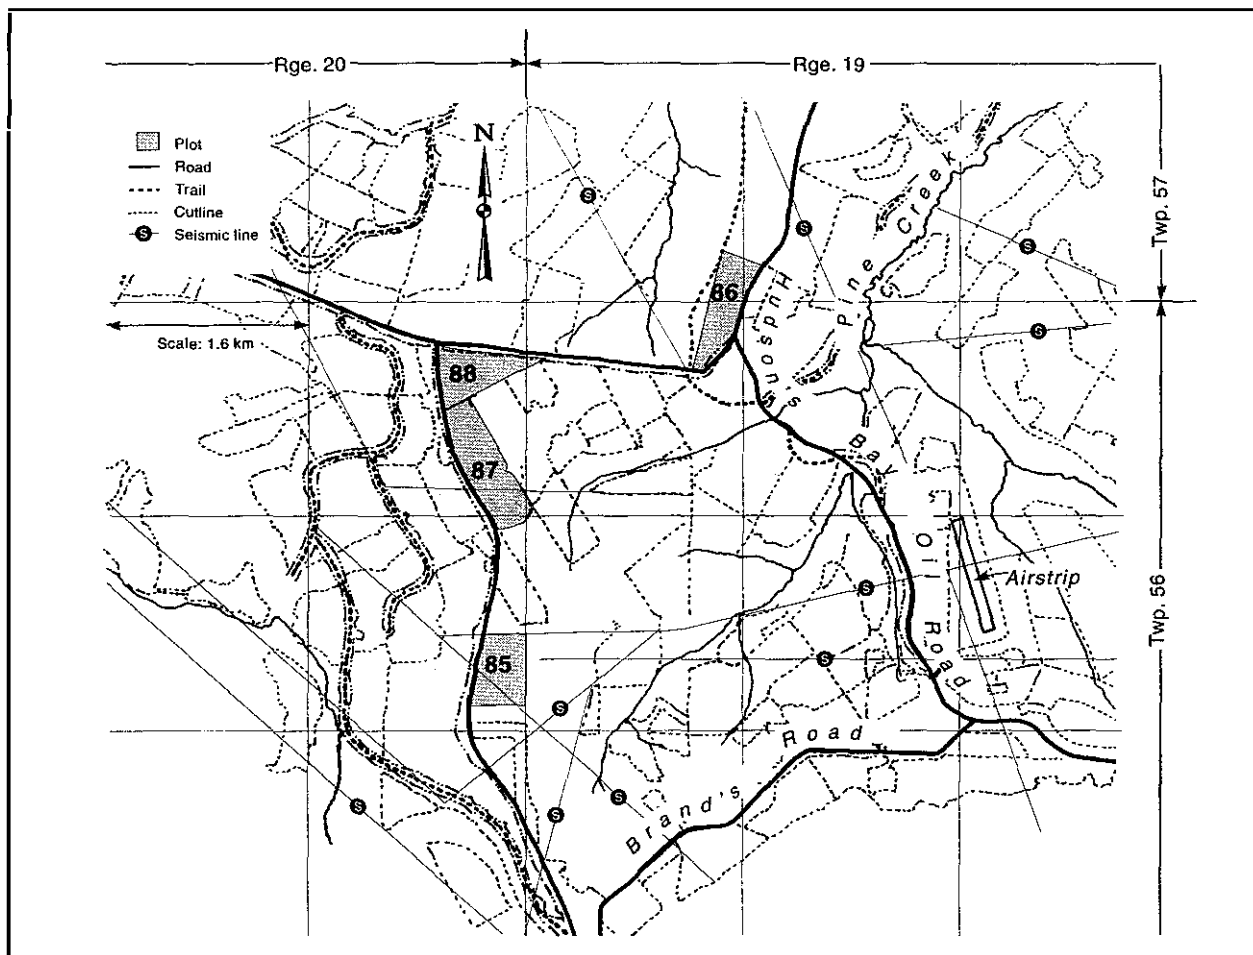 Rge. 20
Rge. 19
N
Plot
Road
Trail
Cutline
S Seismic line
Twp. 57
Scale: 1.6 km
Pine Creek
Hudson's Bay Oil Road
86
88
87
85
Airstrip
Twp. 56
Brand's Road
S
S
S
S
S
S
S
S
S
S